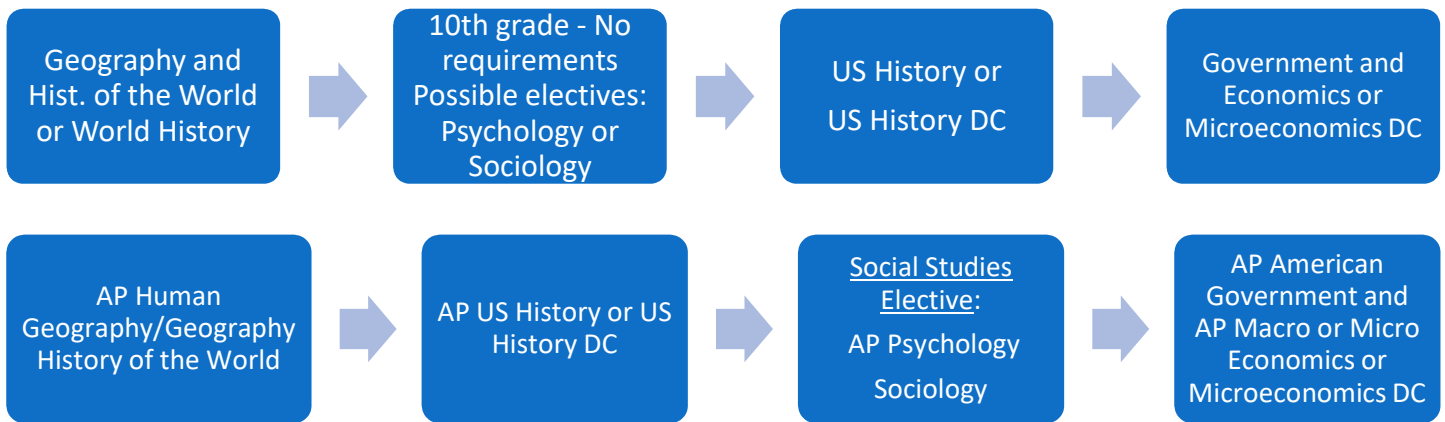 Geography and
Hist. of the World
or World History
10th grade - No
requirements
Possible electives:
Psychology or
Sociology
US History or
US History DC
Government and
Economics or
Microeconomics DC
AP Human
Geography/Geography
History of the World
AP US History or US
History DC
Social Studies
Elective:
AP Psychology
Sociology
AP American
Government and
AP Macro or Micro
Economics or
Microeconomics DC